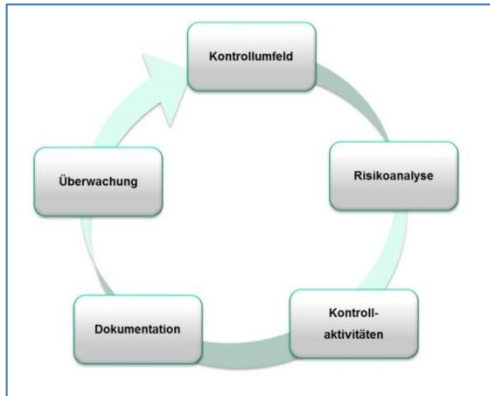 Kontrollumfeld
Risikoanalyse
Kontroll-
aktivitäten
Dokumentation
Überwachung